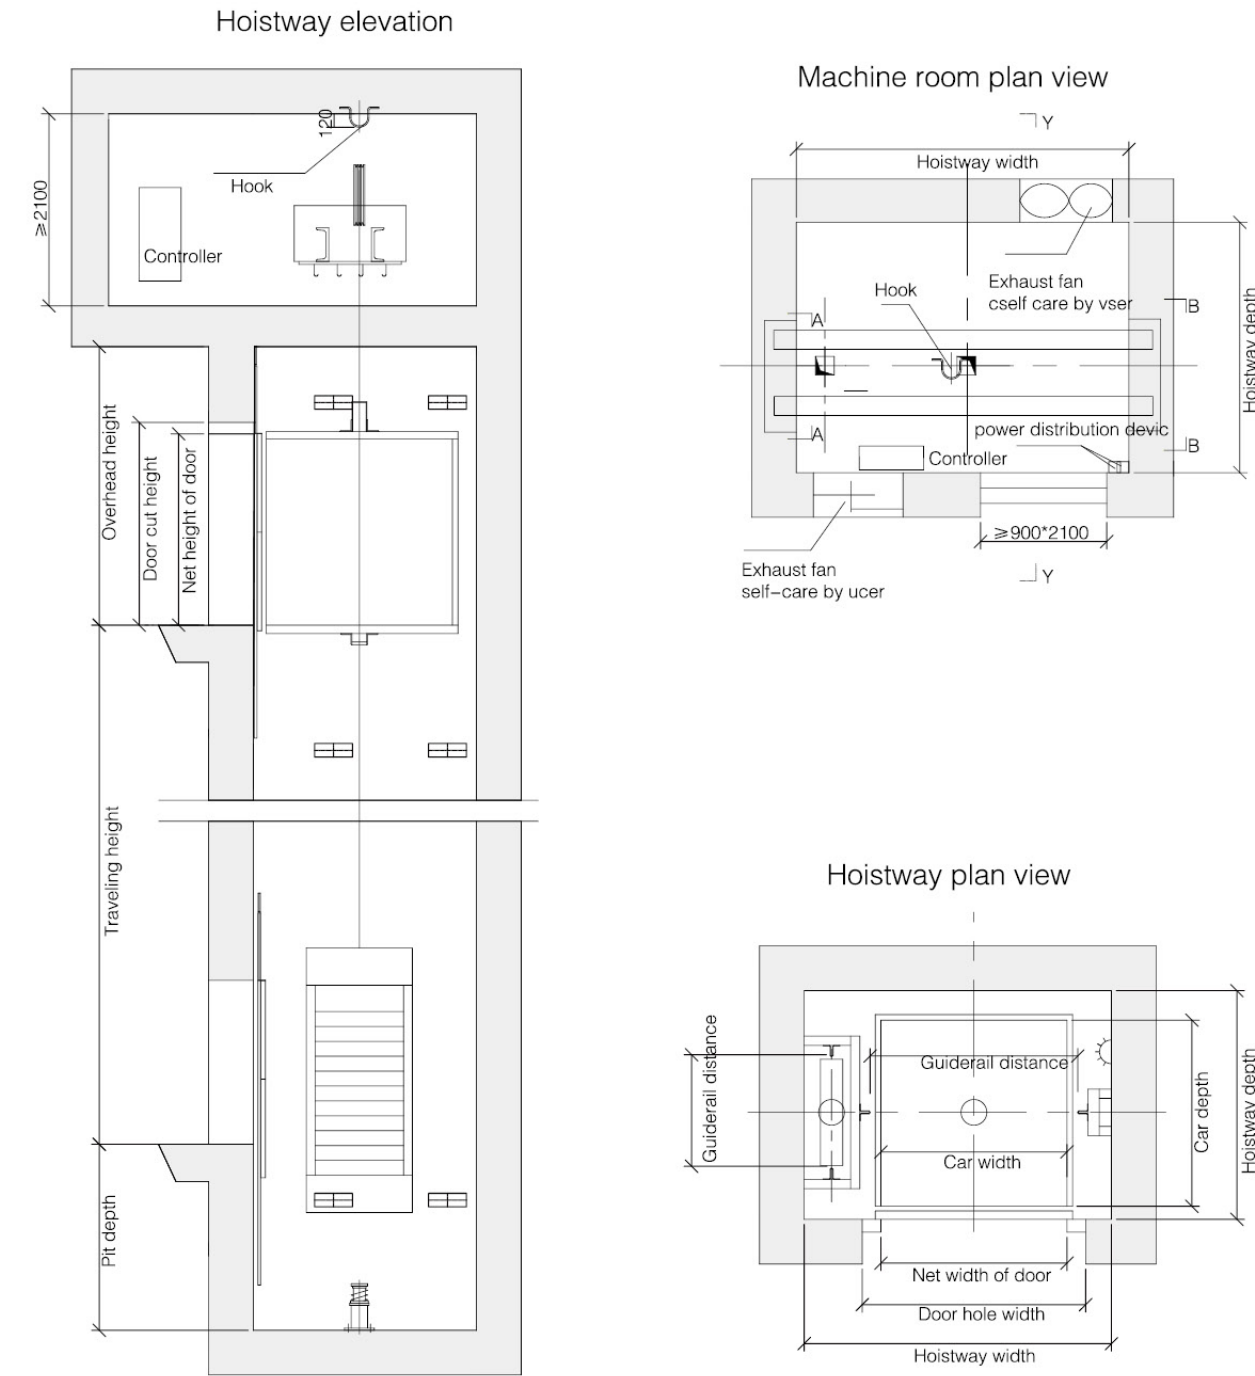 Hoistway elevation
120
Hook
≥2100
Controller
Overhead height
Door cut height
Net height of door
Traveling height
Pit depth
Machine room plan view
Y
Hoistway width
Exhaust fan
cself care by vser
Hook
A
B
Hoistway depth
A
power distribution devic
B
Controller
≥900*2100
Exhaust fan
self-care by ucer
Y
Hoistway plan view
Guiderail distance
Guiderail distance
Car depth
Hoistway depth
Car width
Net width of door
Door hole width
Hoistway width